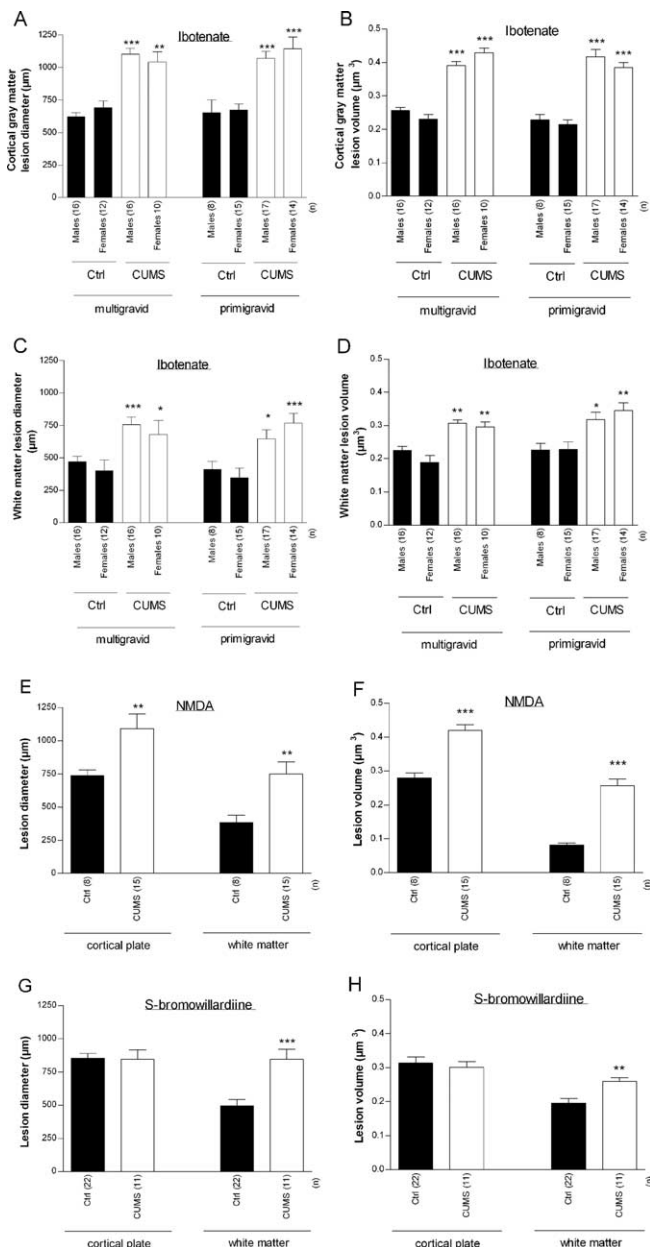 A
Ibotenate
Cortical gray matter
lesion diameter (µm)
1250
1000
750
500
250
0
***
**
***
***
Males (16)
Females (12)
Males (16)
Females 10)
Males (8)
Females (15)
Males (17)
Females (14)
(n)
Ctrl
CUMS
Ctrl
CUMS
multigravid
primigravid
B
Ibotenate
Cortical gray matter
lesion volume (µm 3)
0.4
0.3
0.2
0.1
0.0
***
***
***
***
Males (16)
Females (12)
Males (16)
Females 10)
Males (8)
Females (15)
Males (17)
Females (14)
(n)
Ctrl
CUMS
Ctrl
CUMS
multigravid
primigravid
C
Ibotenate
White matter lesion diameter
(µm)
1250
1000
750
500
250
0
***
*
*
***
Males (16)
Females (12)
Males (16)
Females 10)
Males (8)
Females (15)
Males (17)
Females (14)
(n)
Ctrl
CUMS
Ctrl
CUMS
multigravid
primigravid
D
Ibotenate
White matter lesion volume
(µm3)
0.5
0.4
0.3
0.2
0.1
0.0
**
**
*
**
Males (16)
Females (12)
Males (16)
Females 10)
Males (8)
Females (15)
Males (17)
Females (14)
(n)
Ctrl
CUMS
Ctrl
CUMS
multigravid
primigravid
E
NMDA
Lesion diameter (µm)
1250
1000
750
500
250
**
**
Ctrl (8)
CUMS (15)
Ctrl (8)
CUMS (15)
(n)
cortical plate
white matter
F
NMDA
Lesion volume (µm 3)
0.5
0.4
0.3
0.2
0.1
0.0
***
***
Ctrl (8)
CUMS (15)
Ctrl (8)
CUMS (15)
(n)
cortical plate
white matter
G
S-bromowillardiine
Lesion diameter (µm)
1250
1000
750
500
250
0
***
Ctrl (22)
CUMS (11)
Ctrl (22)
CUMS (11)
(n)
cortical plate
white matter
H
S-bromowillardiine
Lesion volume (µm 3)
0.5
0.4
0.3
0.2
0.1
0.0
**
Ctrl (22)
CUMS (11)
Ctrl (22)
CUMS (11)
(n)
cortical plate
white matter